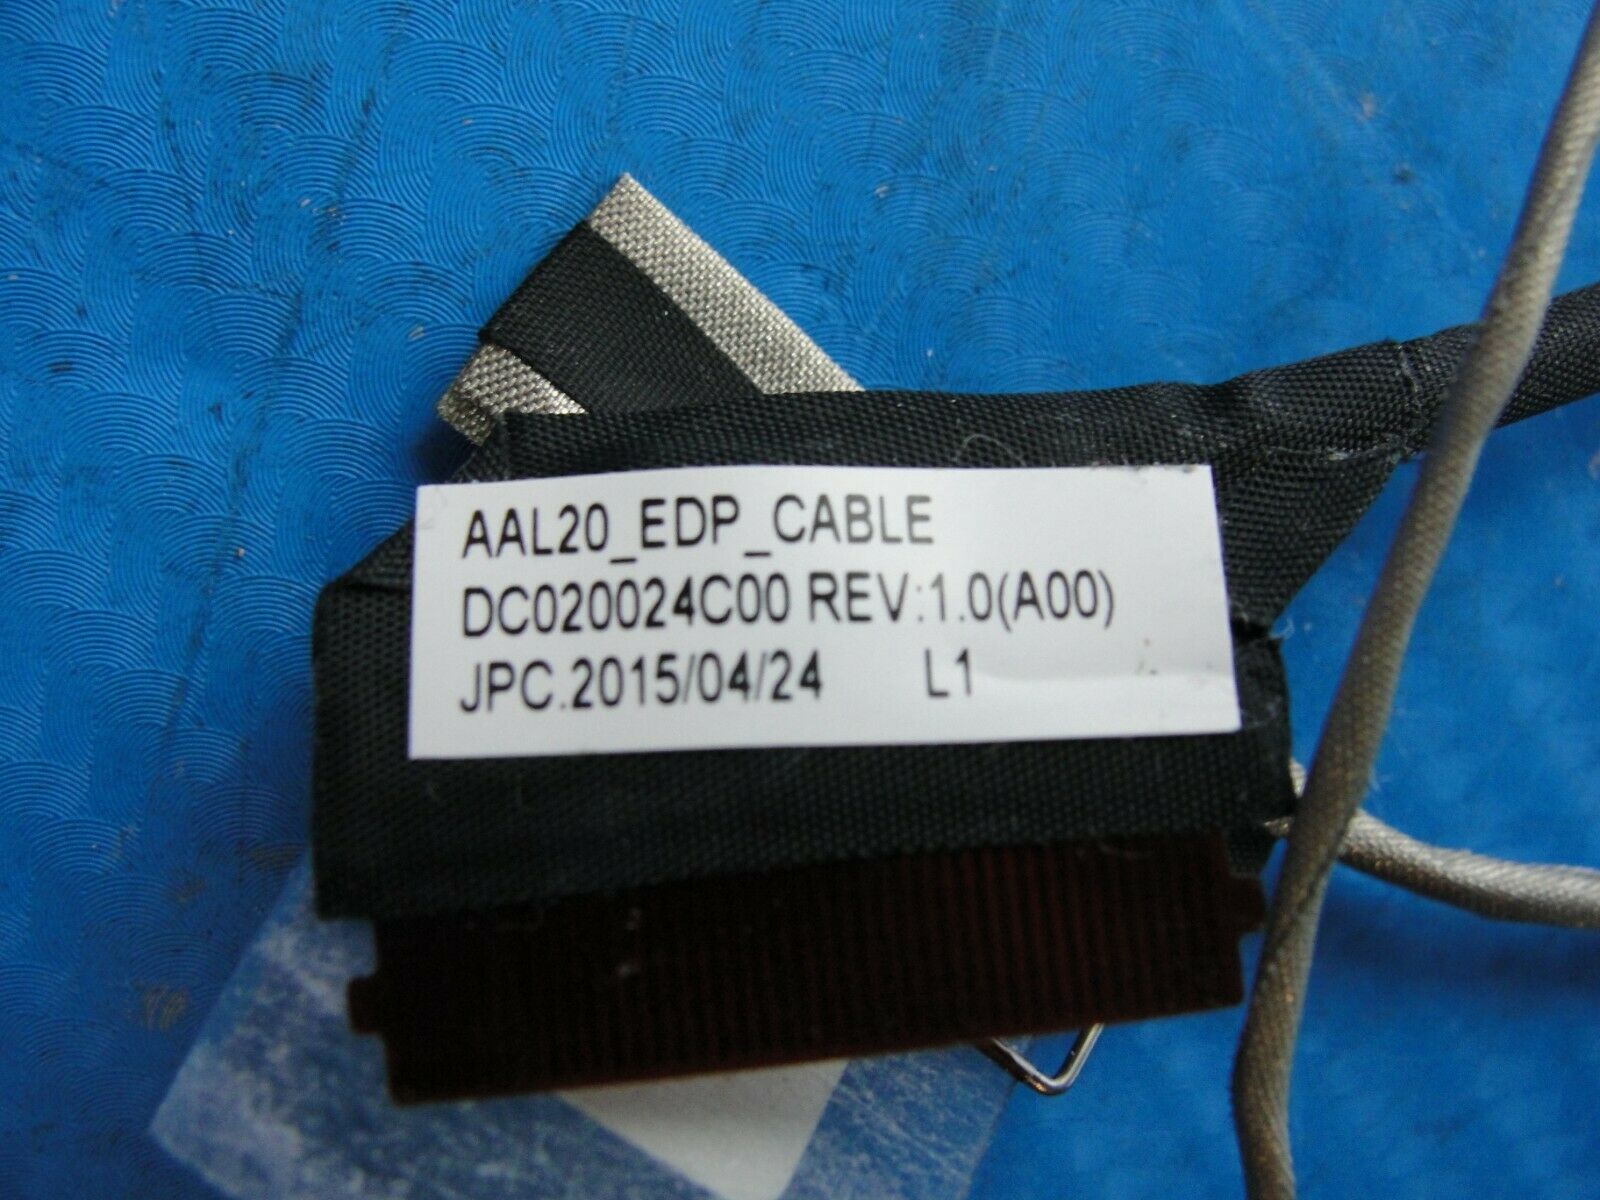 AAL20_EDP_CABLE
DC020024C00 REV:1.0(A00)
JPC.2015/04/24 L1